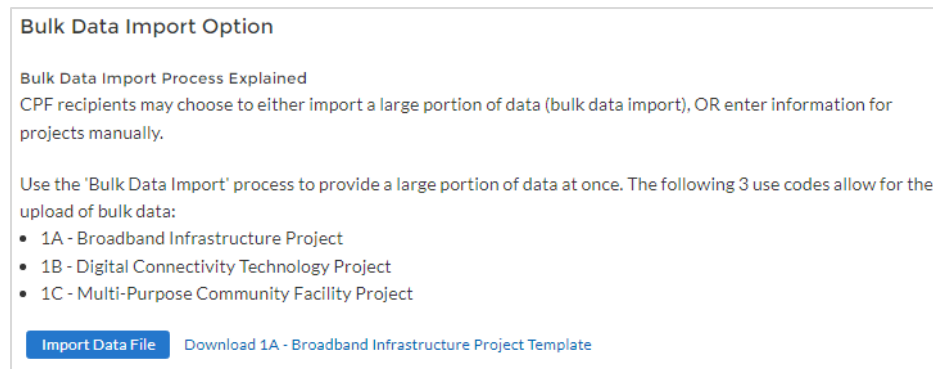 Bulk Data Import Option
Bulk Data Import Process Explained
CPF recipients may choose to either import a large portion of data (bulk data import), OR enter information for
projects manually.
Use the 'Bulk Data Import' process to provide a large portion of data at once. The following 3 use codes allow for the
upload of bulk data:
• 1A - Broadband Infrastructure Project
• 1B - Digital Connectivity Technology Project
• 1C - Multi-Purpose Community Facility Project
Import Data File Download 1A - Broadband Infrastructure Project Template